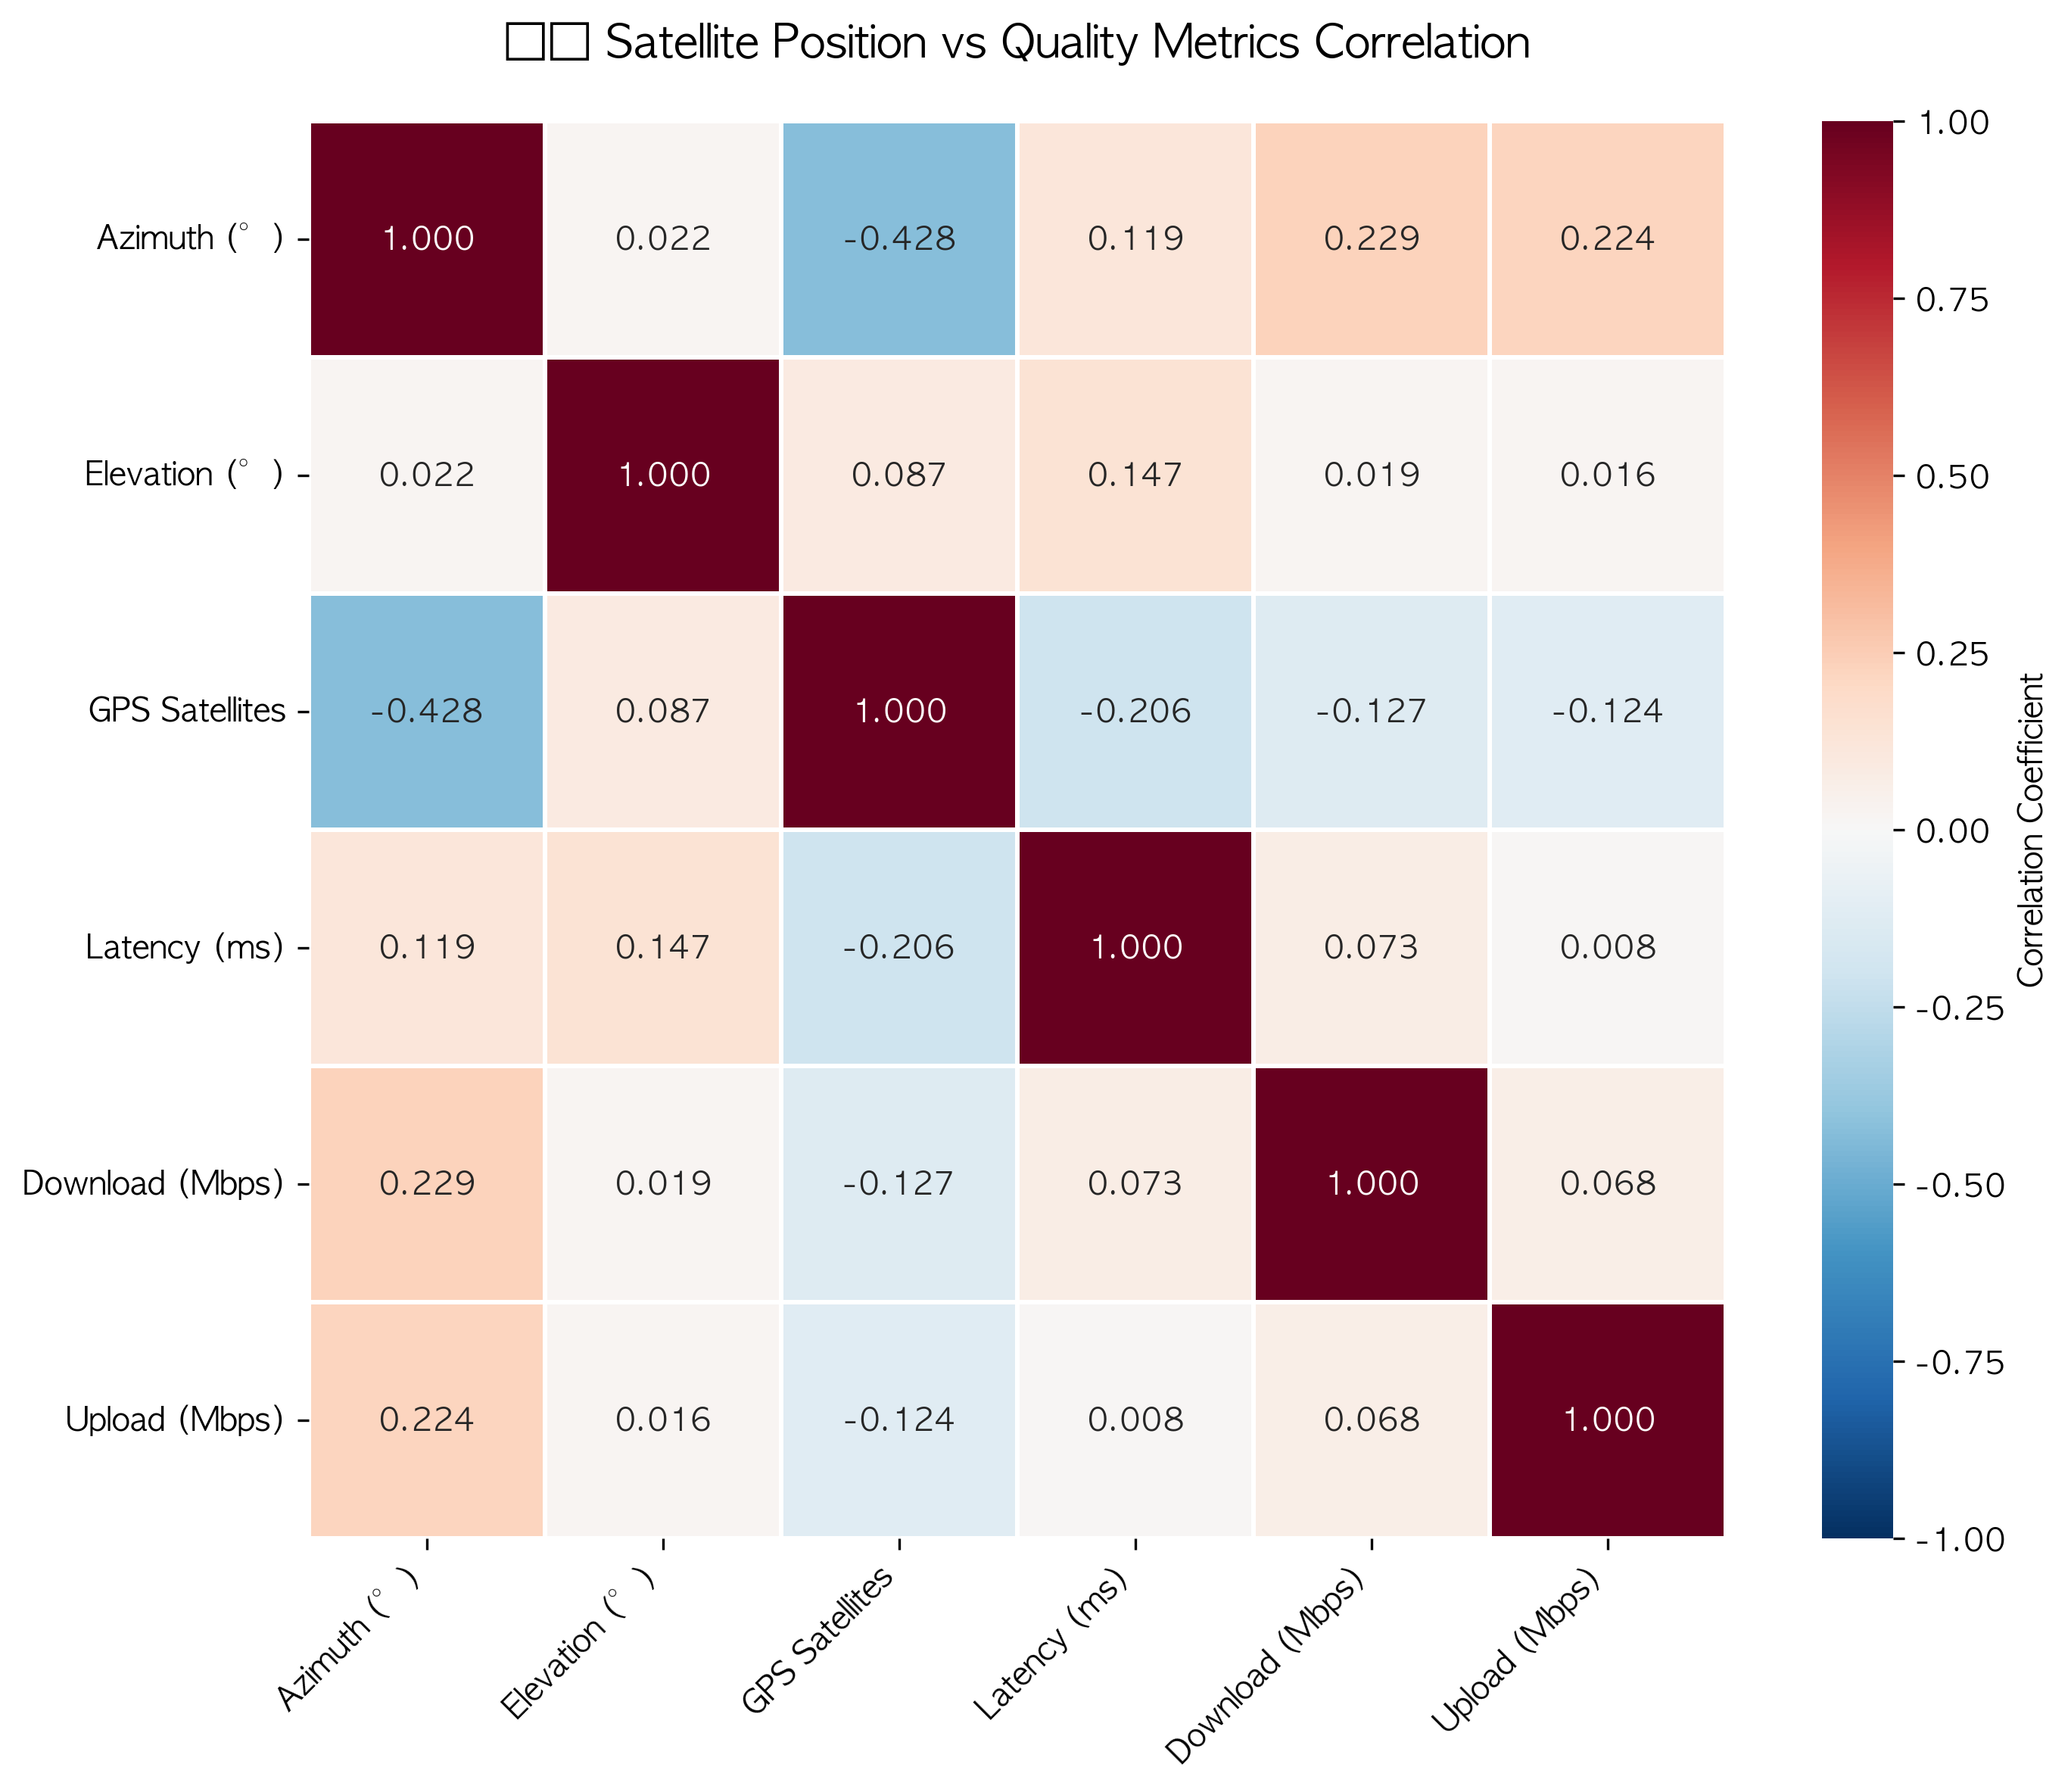 □□ Satellite Position vs Quality Metrics Correlation
Azimuth (°) 1.000 0.022 -0.428 0.119 0.229 0.224
Elevation (°) 0.022 1.000 0.087 0.147 0.019 0.016
GPS Satellites -0.428 0.087 1.000 -0.206 -0.127 -0.124
Latency (ms) 0.119 0.147 -0.206 1.000 0.073 0.008
Download (Mbps) 0.229 0.019 -0.127 0.073 1.000 0.068
Upload (Mbps) 0.224 0.016 -0.124 0.008 0.068 1.000
Azimuth (°)
Elevation (°)
GPS Satellites
Latency (ms)
Download (Mbps)
Upload (Mbps)
1.00
0.75
0.50
0.25
0.00
-0.25
-0.50
-0.75
-1.00
Correlation Coefficient